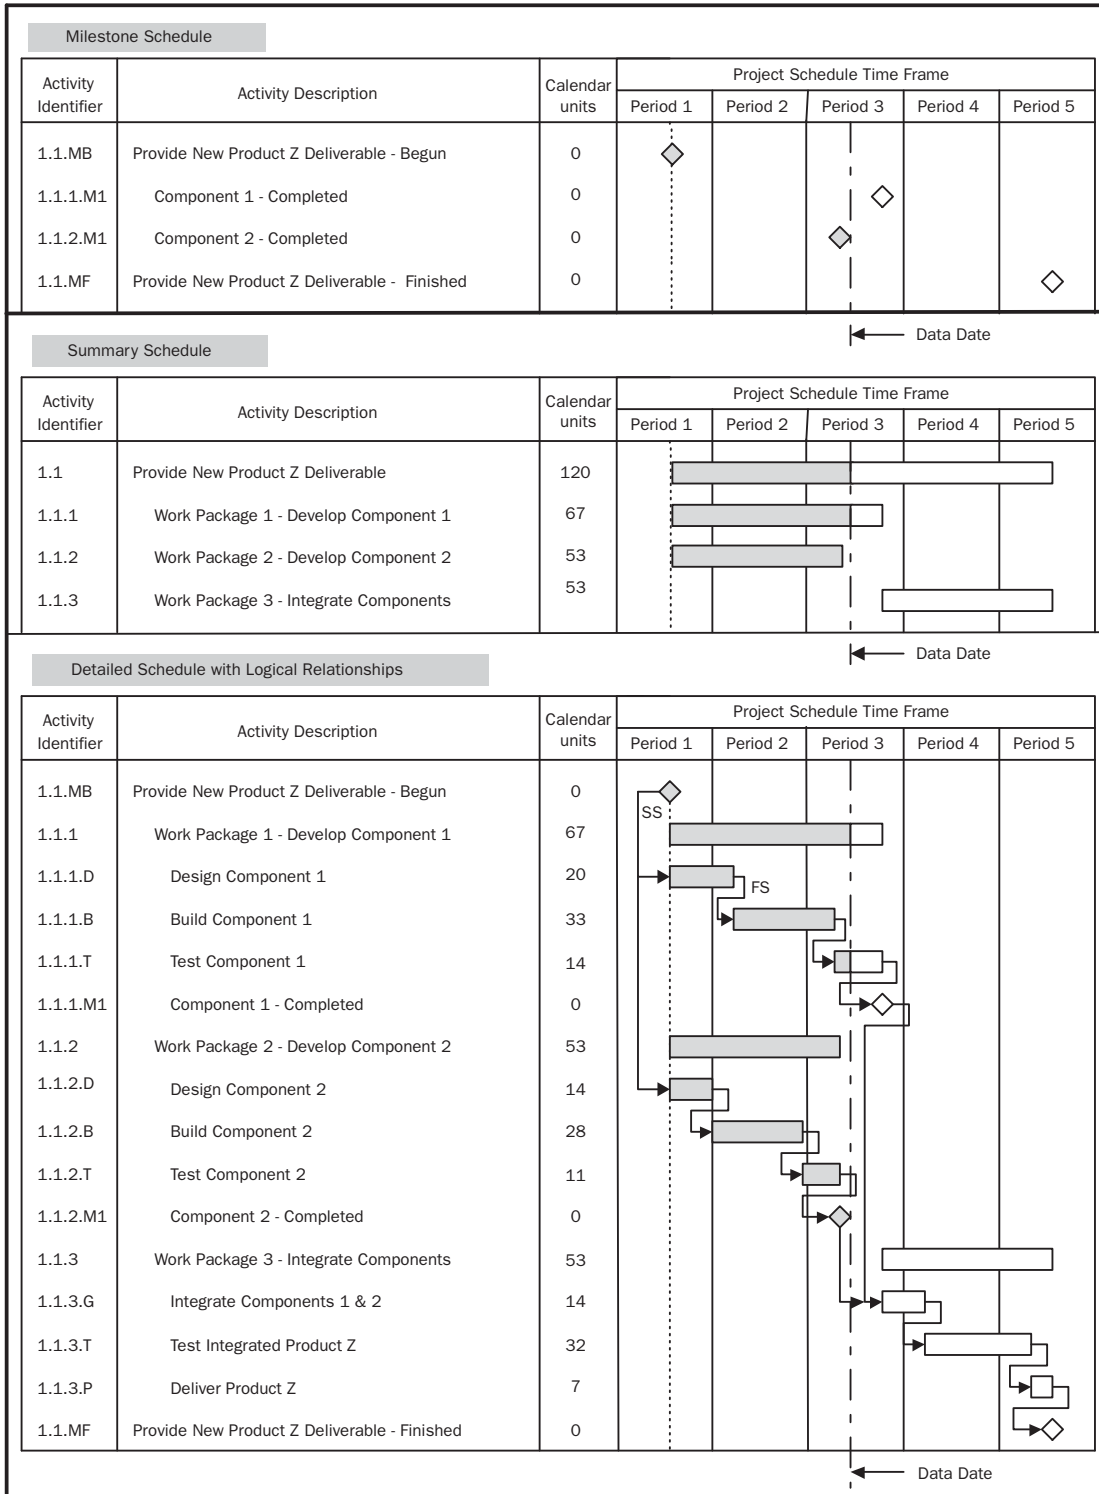 Milestone Schedule
Activity Identifier Activity Description Calendar units Project Schedule Time Frame
Period 1 Period 2 Period 3 Period 4 Period 5
1.1.MB Provide New Product Z Deliverable - Begun 0
1.1.1.M1 Component 1 - Completed 0
1.1.2.M1 Component 2 - Completed 0
1.1.MF Provide New Product Z Deliverable - Finished 0
Data Date
Summary Schedule
Activity Identifier Activity Description Calendar units Project Schedule Time Frame
Period 1 Period 2 Period 3 Period 4 Period 5
1.1 Provide New Product Z Deliverable 120
1.1.1 Work Package 1 - Develop Component 1 67
1.1.2 Work Package 2 - Develop Component 2 53
1.1.3 Work Package 3 - Integrate Components 53
Data Date
Detailed Schedule with Logical Relationships
Activity Identifier Activity Description Calendar units Project Schedule Time Frame
Period 1 Period 2 Period 3 Period 4 Period 5
1.1.MB Provide New Product Z Deliverable - Begun 0
SS
1.1.1 Work Package 1 - Develop Component 1 67
1.1.1.D Design Component 1 20
FS
1.1.1.B Build Component 1 33
1.1.1.T Test Component 1 14
1.1.1.M1 Component 1 - Completed 0
1.1.2 Work Package 2 - Develop Component 2 53
1.1.2.D Design Component 2 14
1.1.2.B Build Component 2 28
1.1.2.T Test Component 2 11
1.1.2.M1 Component 2 - Completed 0
1.1.3 Work Package 3 - Integrate Components 53
1.1.3.G Integrate Components 1 & 2 14
1.1.3.T Test Integrated Product Z 32
1.1.3.P Deliver Product Z 7
1.1.MF Provide New Product Z Deliverable - Finished 0
Data Date